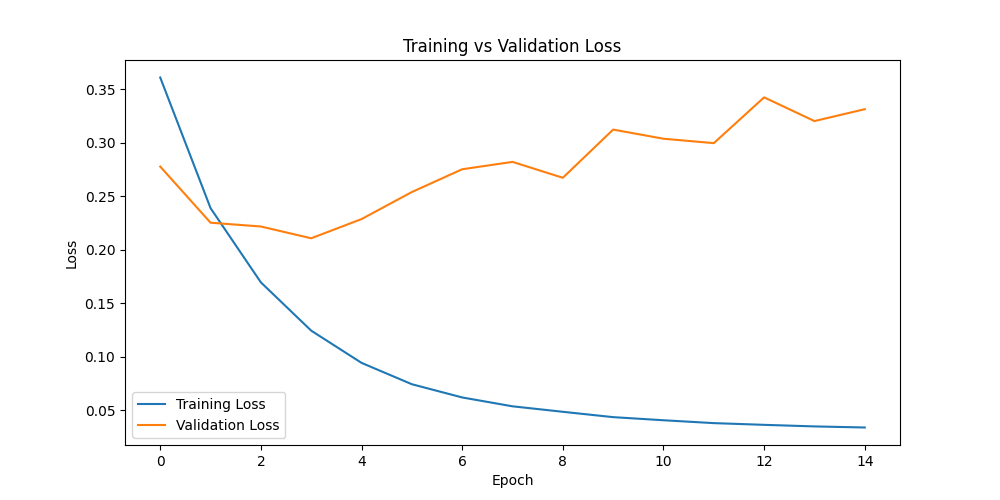 Training vs Validation Loss
0.35
0.30
0.25
0.20
0.15
0.10
0.05
Loss
Training Loss
Validation Loss
0 2 4 6 8 10 12 14
Epoch